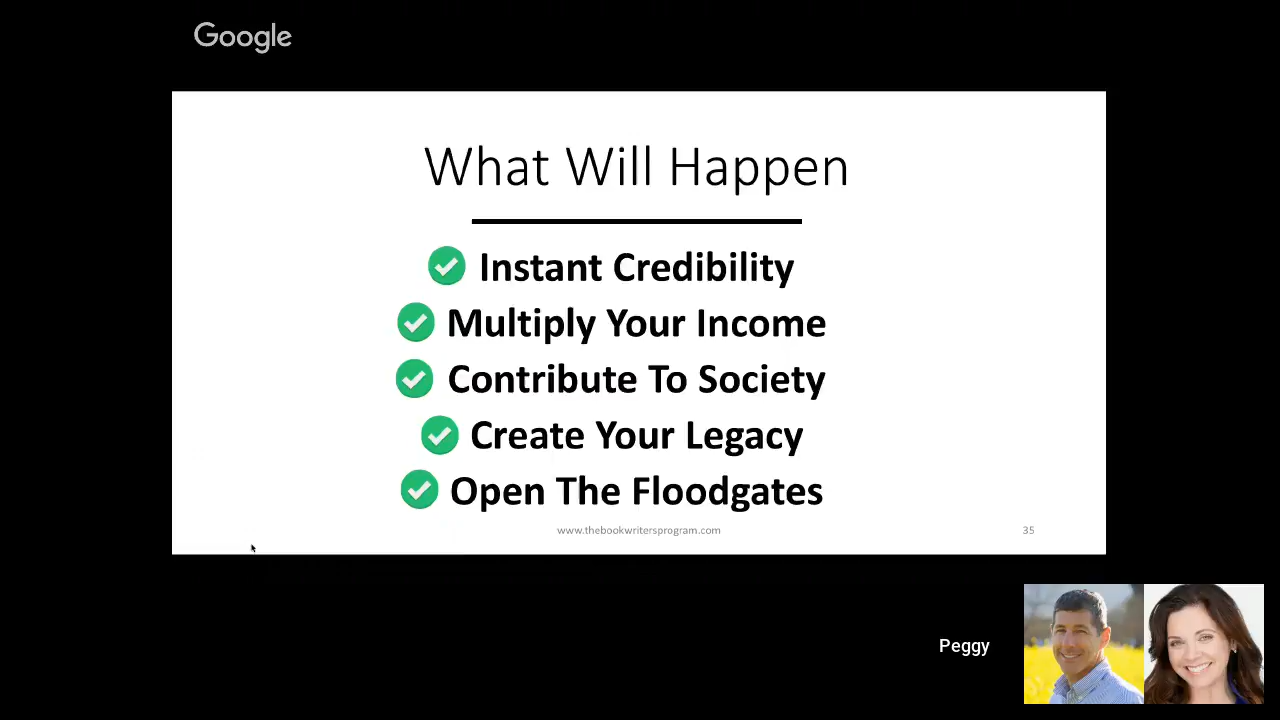 Google
What Will Happen
Instant Credibility
Multiply Your Income
Contribute To Society
Create Your Legacy
Open The Floodgates
www.thebookwritersprogram.com
35
Peggy